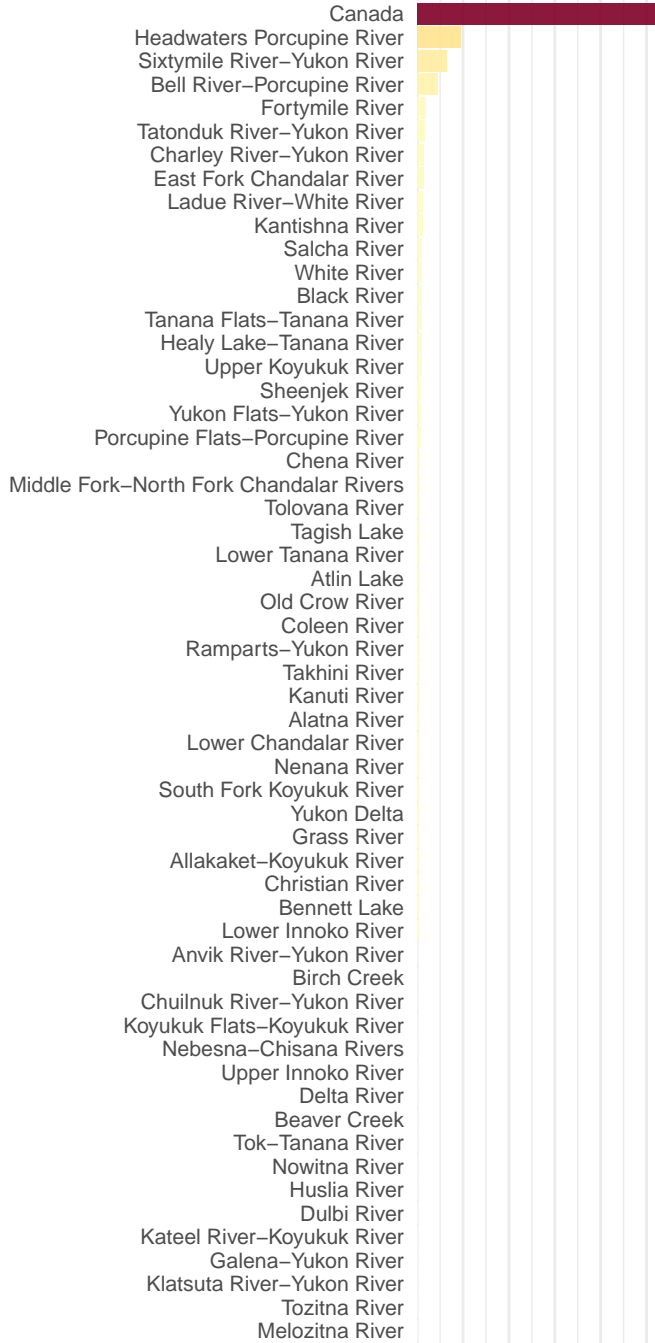 Canada
Headwaters Porcupine River
Sixtymile River−Yukon River
Bell River−Porcupine River
Fortymile River
Tatonduk River−Yukon River
Charley River−Yukon River
East Fork Chandalar River
Ladue River−White River
Kantishna River
Salcha River
White River
Black River
Tanana Flats−Tanana River
Healy Lake−Tanana River
Upper Koyukuk River
Sheenjek River
Yukon Flats−Yukon River
Porcupine Flats−Porcupine River
Chena River
Middle Fork−North Fork Chandalar Rivers
Tolovana River
Tagish Lake
Lower Tanana River
Atlin Lake
Old Crow River
Coleen River
Ramparts−Yukon River
Takhini River
Kanuti River
Alatna River
Lower Chandalar River
Nenana River
South Fork Koyukuk River
Yukon Delta
Grass River
Allakaket−Koyukuk River
Christian River
Bennett Lake
Lower Innoko River
Anvik River−Yukon River
Birch Creek
Chuilnuk River−Yukon River
Koyukuk Flats−Koyukuk River
Nebesna−Chisana Rivers
Upper Innoko River
Delta River
Beaver Creek
Tok−Tanana River
Nowitna River
Huslia River
Dulbi River
Kateel River−Koyukuk River
Galena−Yukon River
Klatsuta River−Yukon River
Tozitna River
Melozitna River